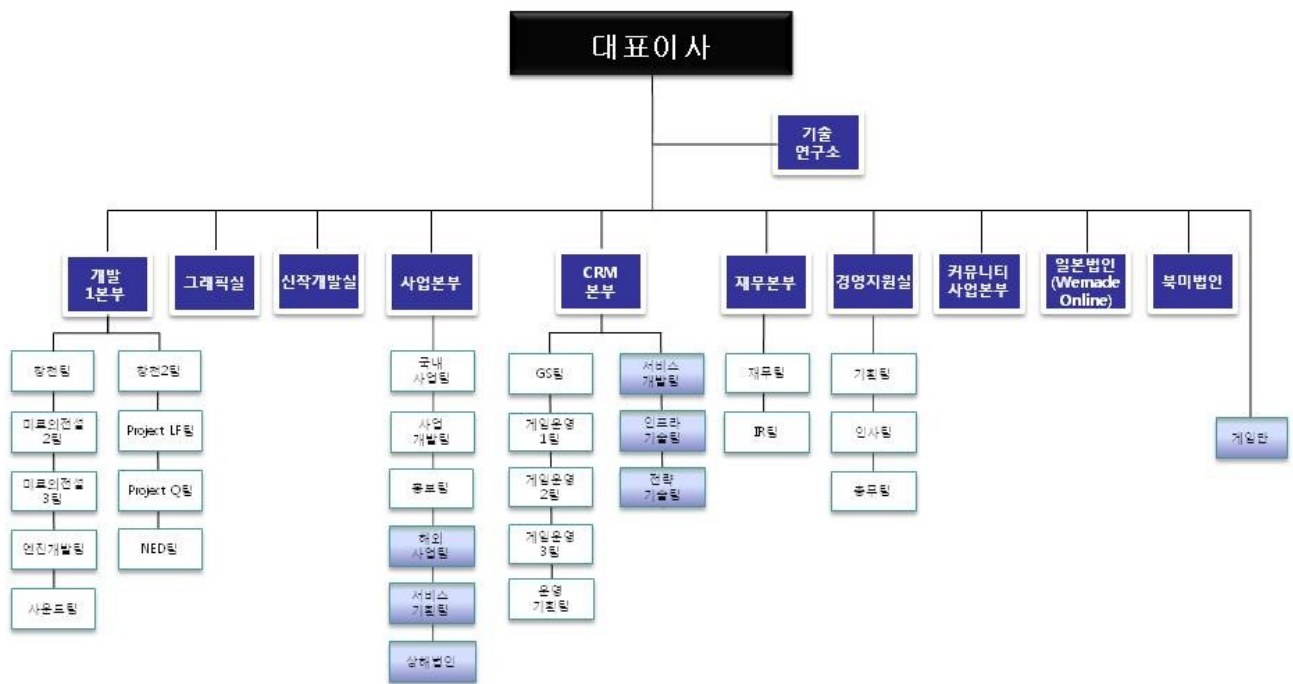 대표이사
기술
연구소
개발
1본부
그래픽실
신작개발실
사업본부
CRM
본부
재무본부
경영지원실
커뮤니티
사업본부
일본법인
(Wemade
Online)
북미법인
창천팀
창천2팀
국내
사업팀
GS팀
서비스
개발팀
재무팀
기획팀
미르의전설
2팀
Project LF팀
사업
개발팀
게임운영
1팀
인프라
기술팀
IR팀
인사팀
게임단
미르의전설
3팀
Project Q팀
홍보팀
게임운영
2팀
전략
기술팀
총무팀
엔진개발팀
NED팀
해외
사업팀
게임운영
3팀
사운드팀
서비스
기획팀
운영
기획팀
상해법인